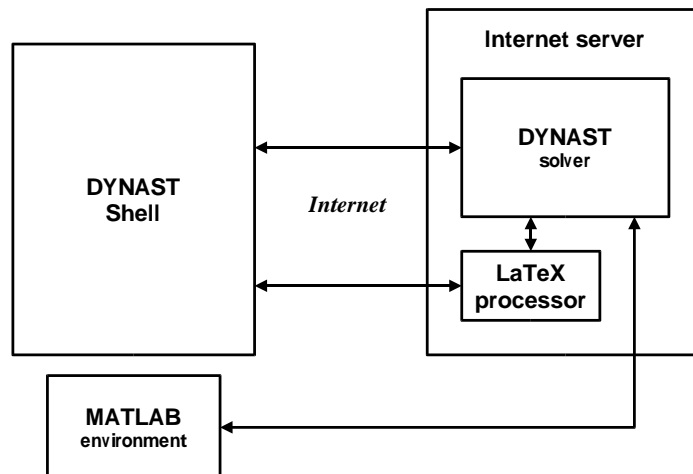 Internet server
DYNAST
solver
DYNAST
Shell
Internet
LaTeX
processor
MATLAB
environment